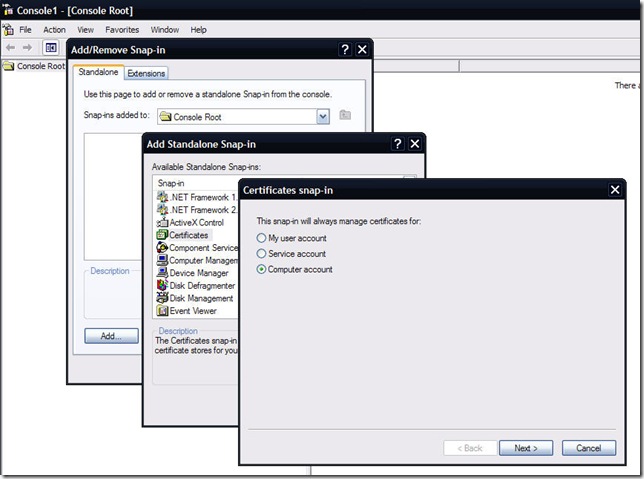 Console1 - [Console Root]
File Action View Favorites Window Help
Console Root
There a
Add/Remove Snap-in
Standalone Extensions
Use this page to add or remove a standalone Snap-in from the console.
Snap-ins added to: Console Root
Description
Add...
Add Standalone Snap-in
Available Standalone Snap-ins:
Snap-in
.NET Framework 1.
.NET Framework 2.
ActiveX Control
Certificates
Component Service
Computer Managem
Device Manager
Disk Defragmenter
Disk Management
Event Viewer
Description
The Certificates snap-in
certificate stores for you
Certificates snap-in
This snap-in will always manage certificates for:
My user account
Service account
Computer account
< Back Next > Cancel